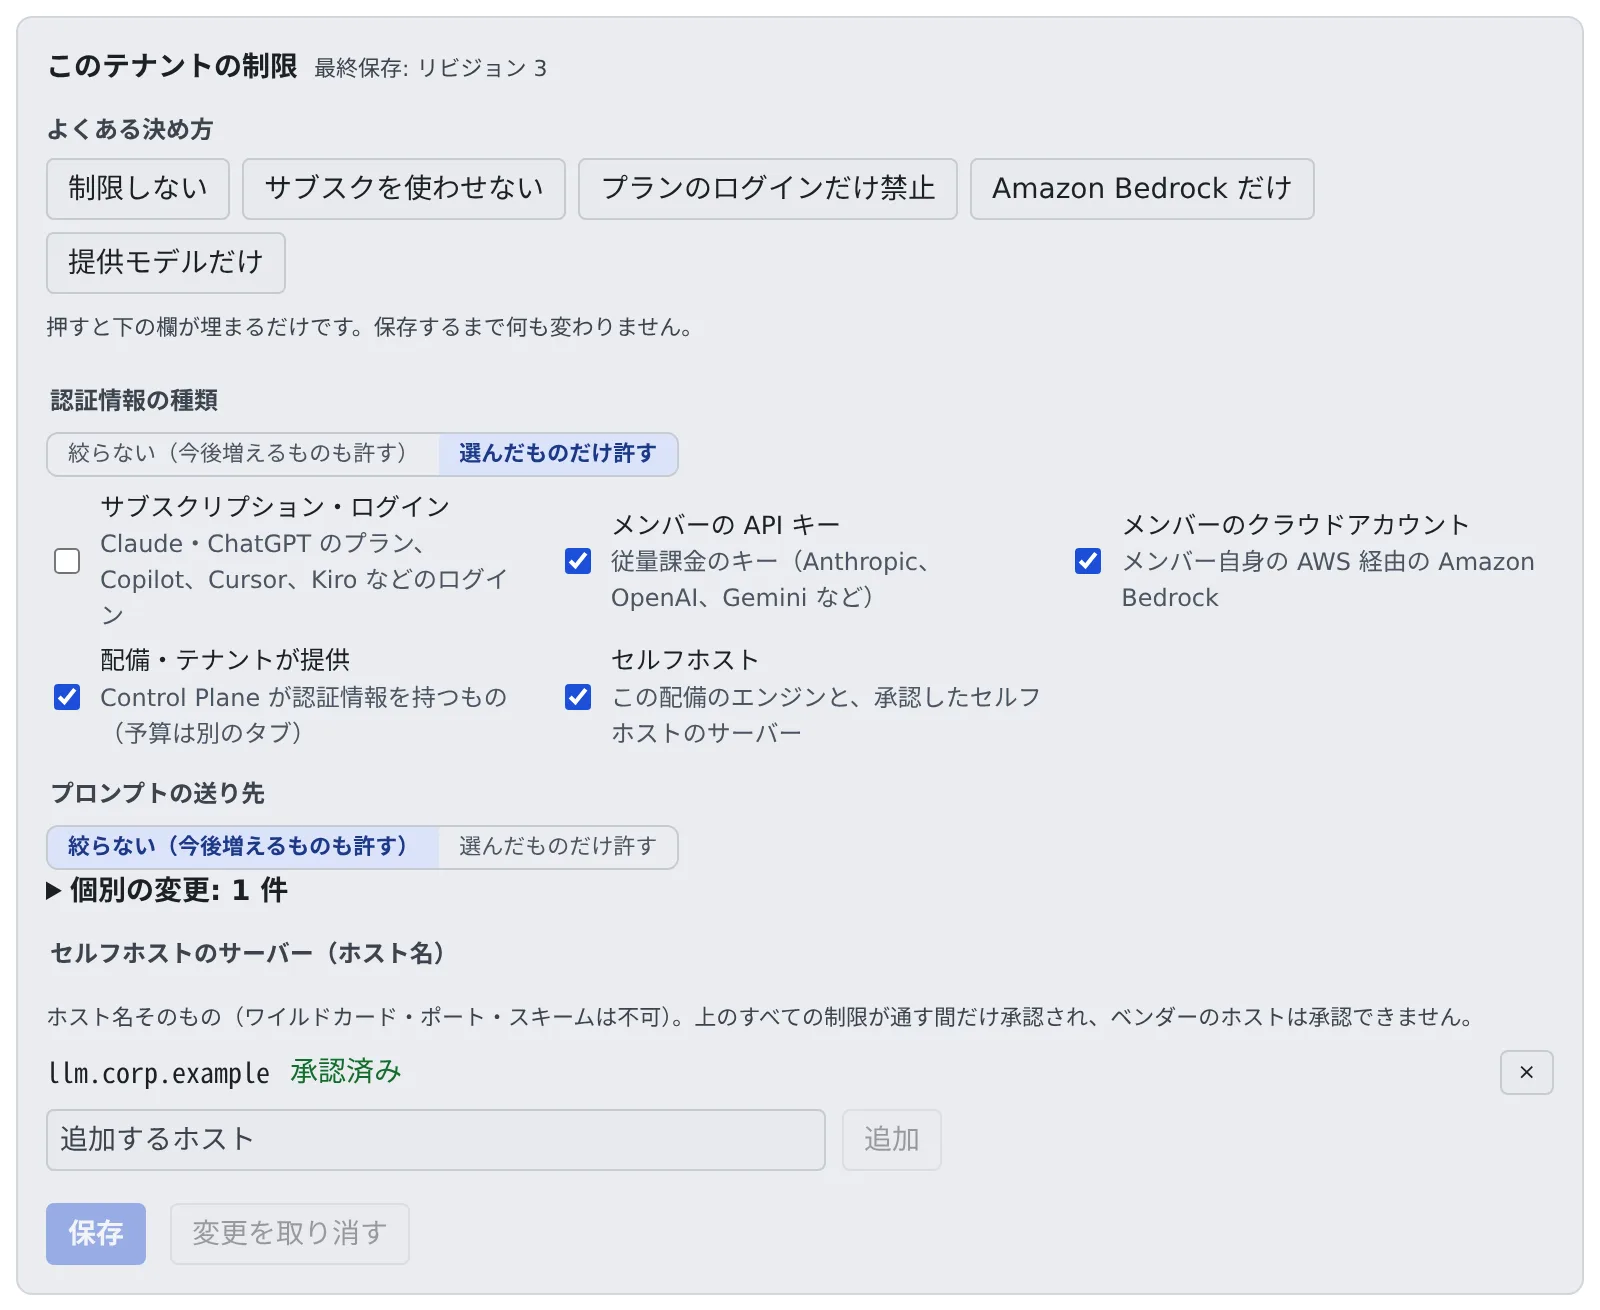 このテナントの制限 最終保存: リビジョン 3
よくある決め方
制限しない サブスクを使わせない プランのログインだけ禁止 Amazon Bedrock だけ
提供モデルだけ
押すと下の欄が埋まるだけです。保存するまで何も変わりません。
認証情報の種類
絞らない（今後増えるものも許す） 選んだものだけ許す
サブスクリプション・ログイン
Claude・ChatGPT のプラン、
Copilot、Cursor、Kiro などのログイ
ン
メンバーの API キー
従量課金のキー（Anthropic、
OpenAI、Gemini など）
メンバーのクラウドアカウント
メンバー自身の AWS 経由の Amazon
Bedrock
配備・テナントが提供
Control Plane が認証情報を持つもの
（予算は別のタブ）
セルフホスト
この配備のエンジンと、承認したセルフ
ホストのサーバー
プロンプトの送り先
絞らない（今後増えるものも許す） 選んだものだけ許す
▶ 個別の変更: 1 件
セルフホストのサーバー（ホスト名）
ホスト名そのもの（ワイルドカード・ポート・スキームは不可）。上のすべての制限が通す間だけ承認され、ベンダーのホストは承認できません。
llm.corp.example 承認済み ×
追加するホスト 追加
保存 変更を取り消す